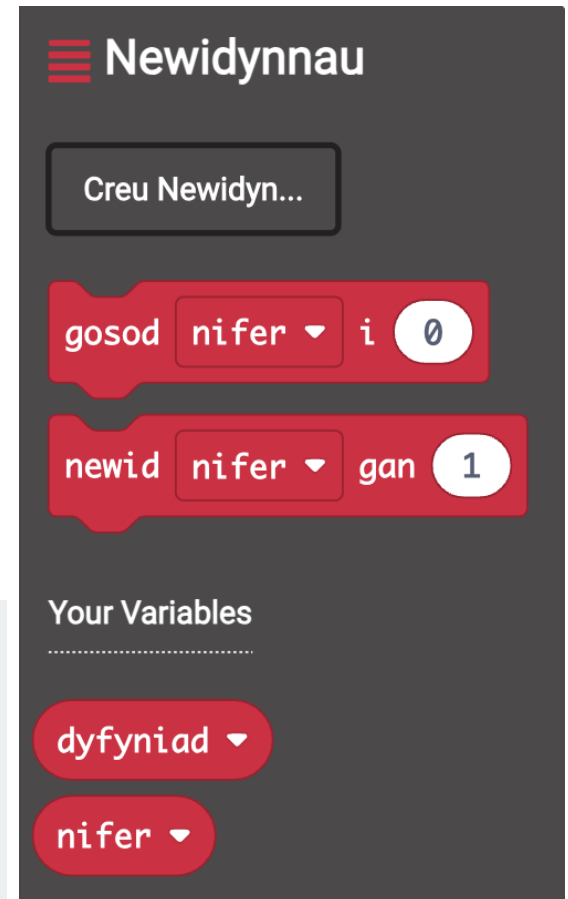 Newidynnau
Creu Newidyn...
gosod nifer i 0
newid nifer gan 1
Your Variables
dyfyniad
nifer